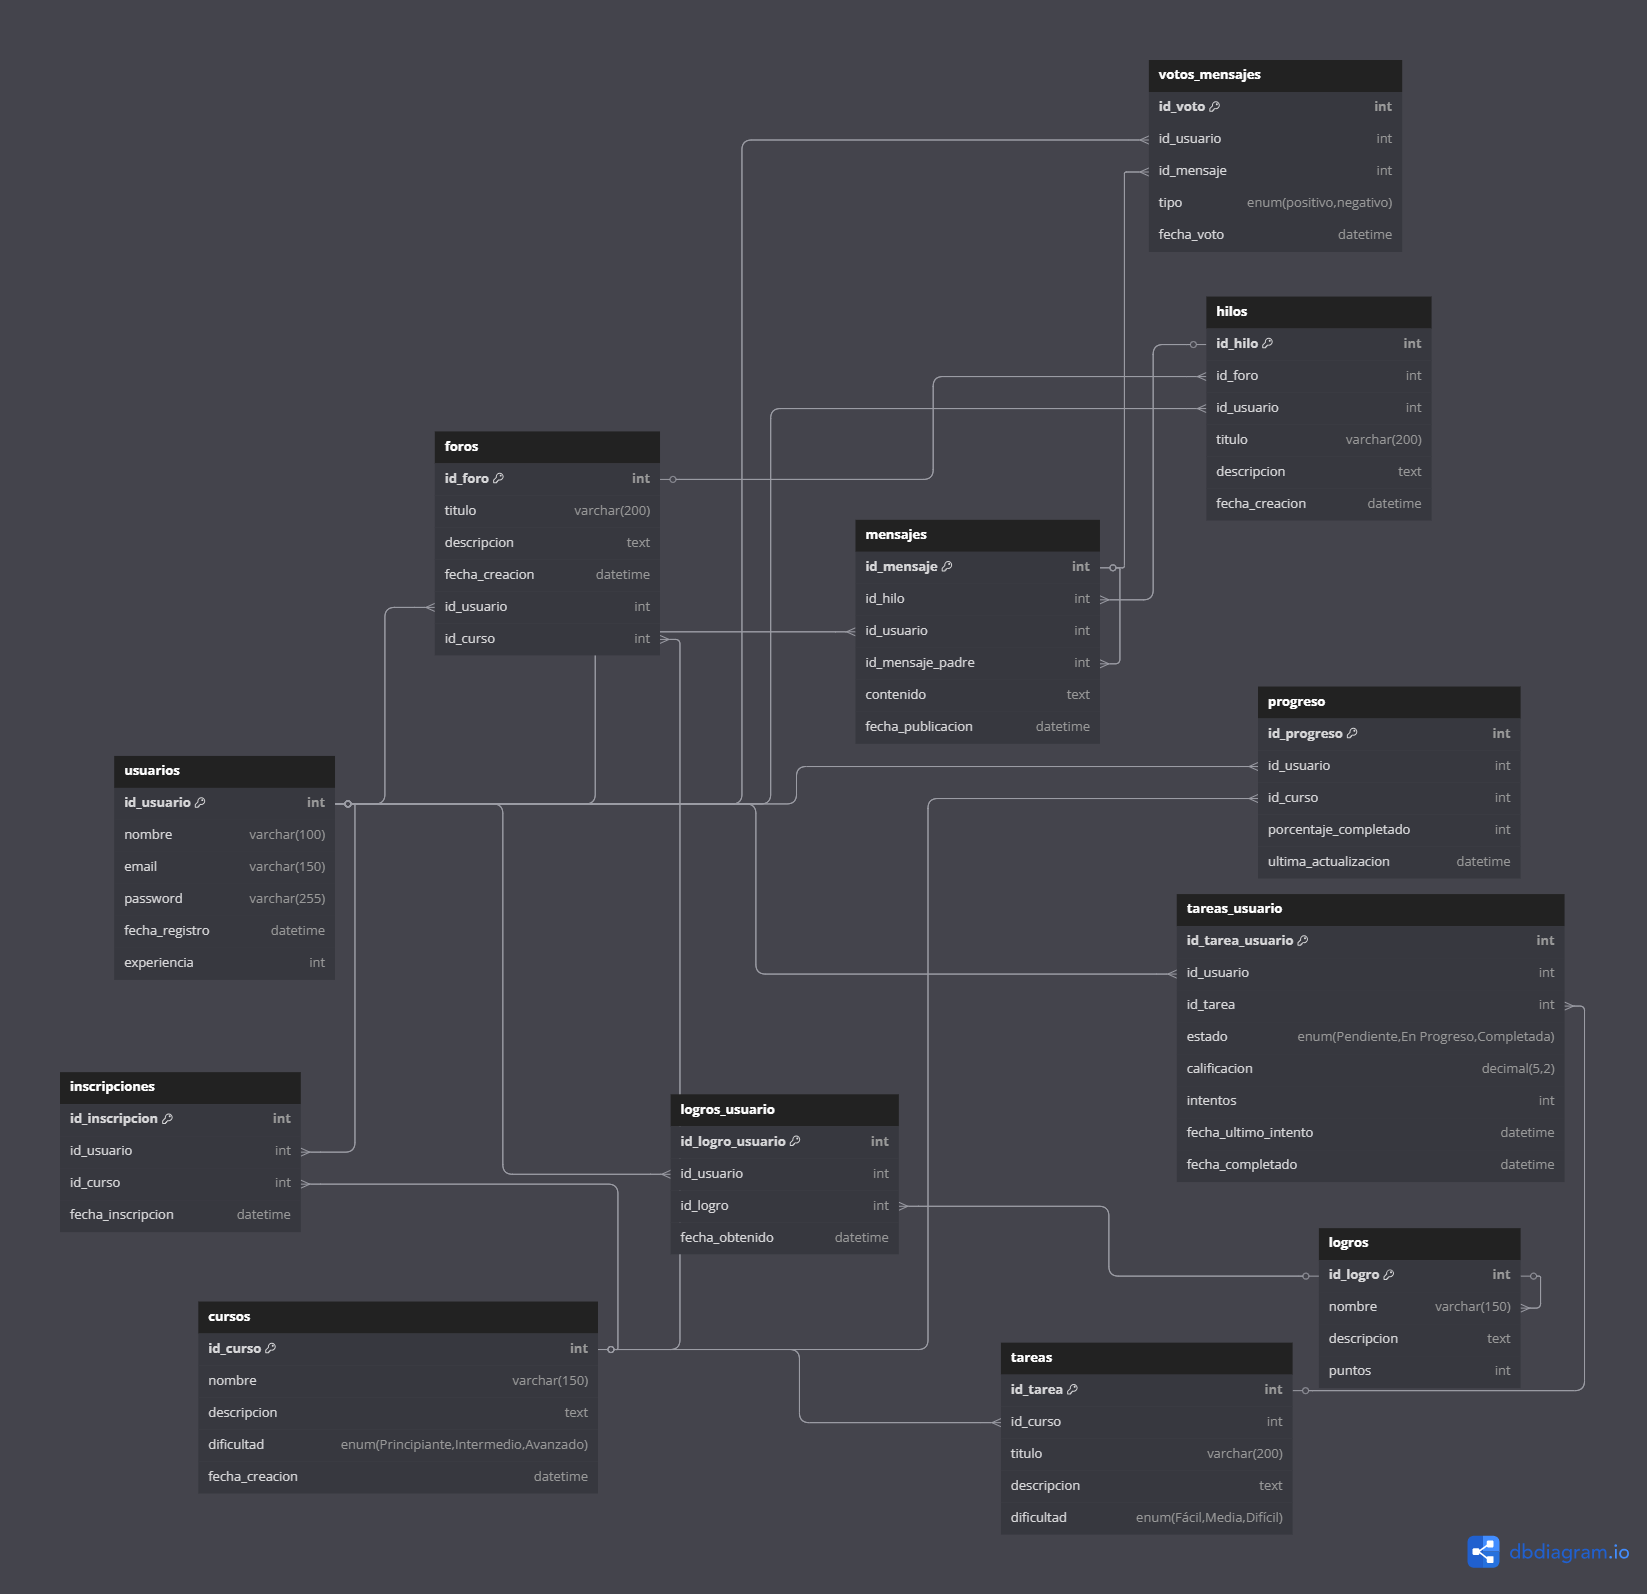 votos_mensajes
id_voto int
id_usuario int
id_mensaje int
tipo enum(positivo,negativo)
fecha_voto datetime
hilos
id_hilo int
id_foro int
id_usuario int
titulo varchar(200)
descripcion text
fecha_creacion datetime
foros
id_foro int
titulo varchar(200)
descripcion text
fecha_creacion datetime
id_usuario int
id_curso int
mensajes
id_mensaje int
id_hilo int
id_usuario int
id_mensaje_padre int
contenido text
fecha_publicacion datetime
progreso
id_progreso int
id_usuario int
id_curso int
porcentaje_completado int
ultima_actualizacion datetime
usuarios
id_usuario int
nombre varchar(100)
email varchar(150)
password varchar(255)
fecha_registro datetime
experiencia int
tareas_usuario
id_tarea_usuario int
id_usuario int
id_tarea int
estado enum(Pendiente,En Progreso,Completada)
calificacion decimal(5,2)
intentos int
fecha_ultimo_intento datetime
fecha_completado datetime
inscripciones
id_inscripcion int
id_usuario int
id_curso int
fecha_inscripcion datetime
logros_usuario
id_logro_usuario int
id_usuario int
id_logro int
fecha_obtenido datetime
logros
id_logro int
nombre varchar(150)
descripcion text
puntos int
cursos
id_curso int
nombre varchar(150)
descripcion text
dificultad enum(Principiante,Intermedio,Avanzado)
fecha_creacion datetime
tareas
id_tarea int
id_curso int
titulo varchar(200)
descripcion text
dificultad enum(Fácil,Media,Difícil)
dbdiagram.io